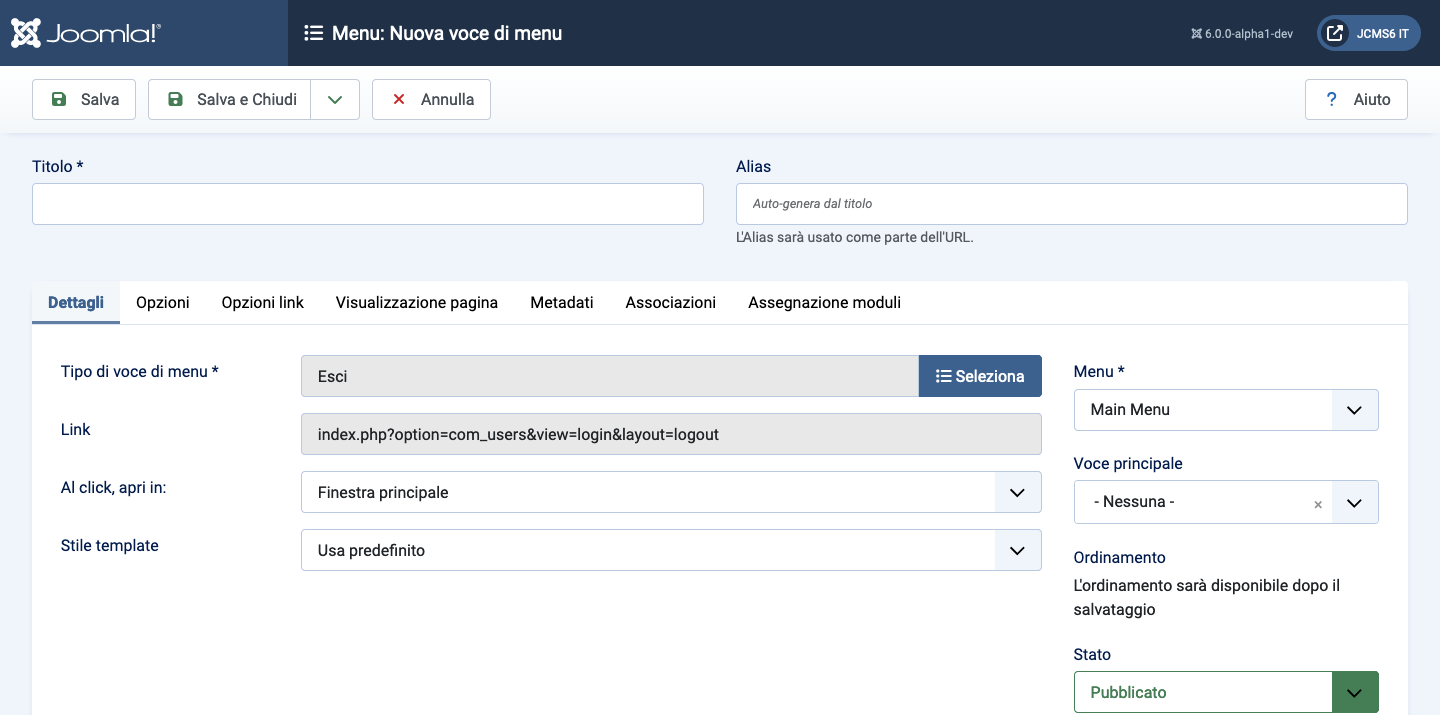 Joomla!®
Menu: Nuova voce di menu
6.0.0-alpha1-dev
JCMS6 IT
Salva
Salva e Chiudi
Annulla
? Aiuto
Titolo *
Alias
Auto-genera dal titolo
L'Alias sarà usato come parte dell'URL.
Dettagli Opzioni Opzioni link Visualizzazione pagina Metadati Associazioni Assegnazione moduli
Tipo di voce di menu *
Esci
Seleziona
Link
index.php?option=com_users&view=login&layout=logout
Al click, apri in:
Finestra principale
Stile template
Usa predefinito
Menu *
Main Menu
Voce principale
- Nessuna - ×
Ordinamento
L'ordinamento sarà disponibile dopo il
salvataggio
Stato
Pubblicato